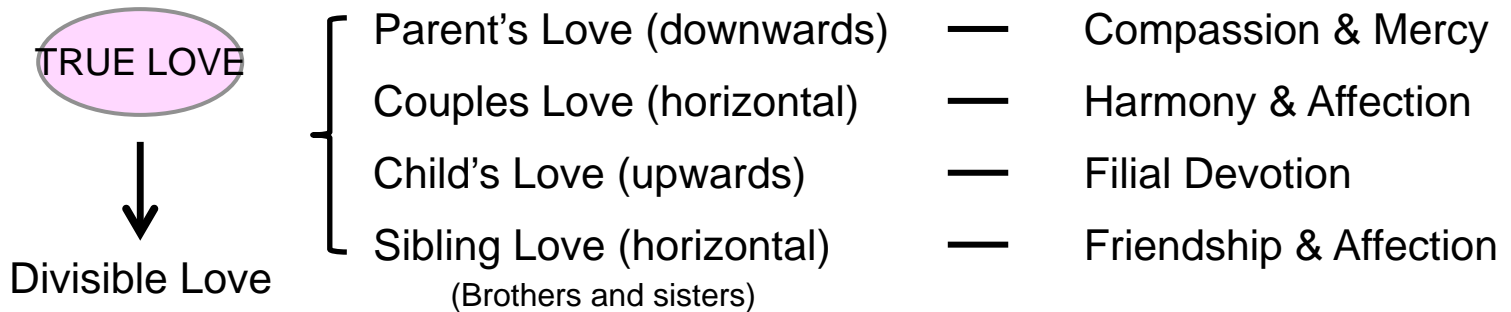 TRUE LOVE
Divisible Love
Parent's Love (downwards) — Compassion & Mercy
Couples Love (horizontal) — Harmony & Affection
Child's Love (upwards) — Filial Devotion
Sibling Love (horizontal) — Friendship & Affection
(Brothers and sisters)